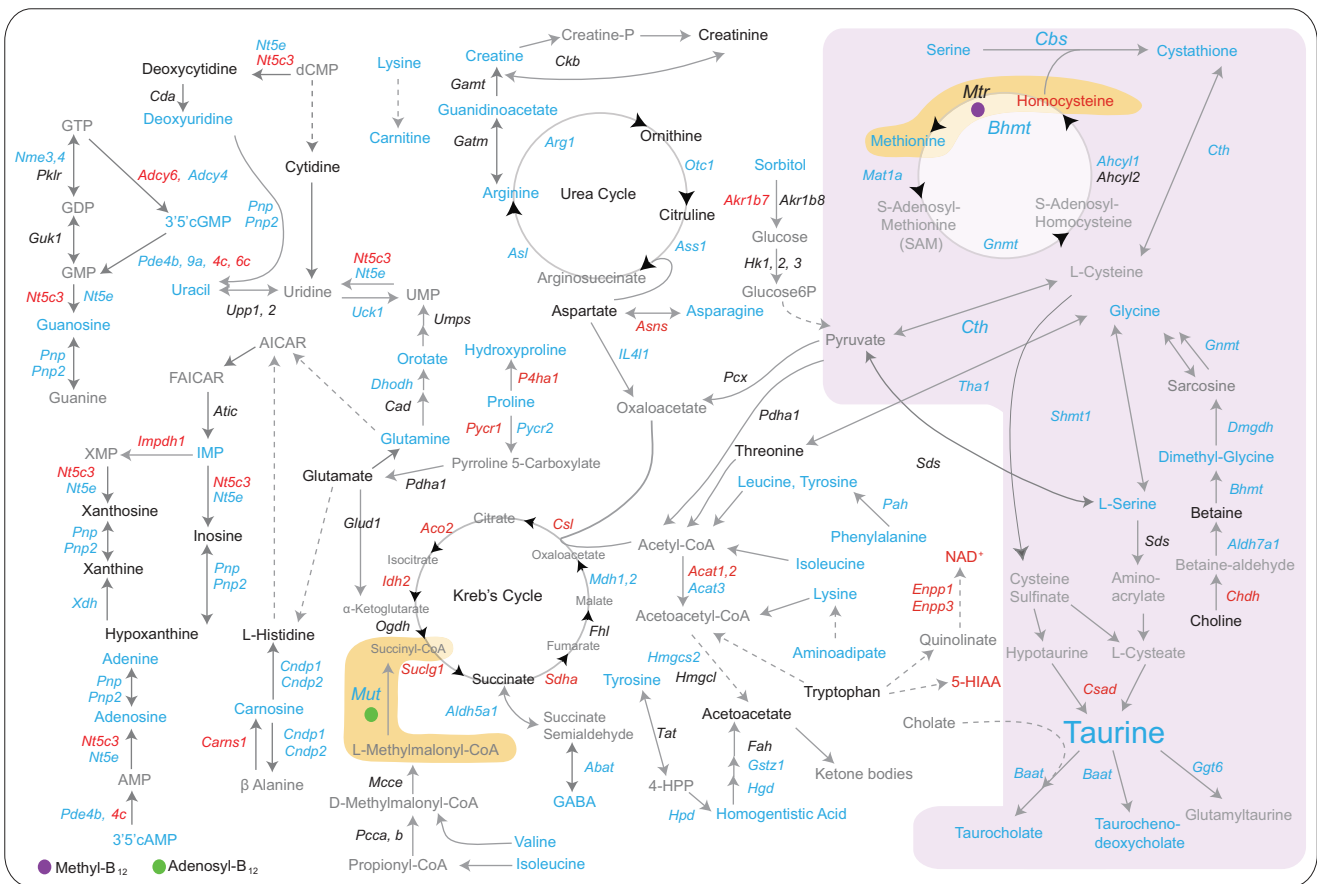 Nt5e
Nt5c3
Deoxycytidine
dCMP
Cda
Deoxyuridine
Lysine
Carnitine
Creatine
Creatine-P
Creatinine
Ckb
Gamt
Guanidinoacetate
Gatm
Arginine
Arg1
Ornithine
Otc1
Urea Cycle
Citruline
Asl
Ass1
Arginosuccinate
Aspartate
Asns
Asparagine
IL4I1
Oxaloacetate
Sorbitol
Akr1b7
Akr1b8
Glucose
Hk1, 2, 3
Glucose6P
Pyruvate
Pcx
Pdha1
Serine
Cbs
Cystathione
Mtr
Homocysteine
Methionine
Bhmt
Mat1a
Ahcyl1
Ahcyl2
Cth
S-Adenosyl-
Methionine
(SAM)
S-Adenosyl-
Homocysteine
Gnmt
L-Cysteine
Cth
Glycine
Gnmt
Sarcosine
Tha1
Shmt1
Dmgdh
Dimethyl-Glycine
Bhmt
Betaine
Aldh7a1
Betaine-aldehyde
Chdh
Choline
L-Serine
Sds
Sds
Amino-
acrylate
Cysteine
Sulfinate
Hypotaurine
L-Cysteate
Csad
Taurine
Cholate
Baat
Baat
Ggt6
Taurocholate
Taurocheno-
deoxycholate
Glutamyltaurine
GTP
Nme3,4
Pklr
Adcy6, Adcy4
GDP
3'5'cGMP
Guk1
GMP
Pde4b, 9a, 4c, 6c
Nt5c3
Nt5e
Guanosine
Pnp
Pnp2
Guanine
Pnp
Pnp2
Cytidine
Uracil
Upp1, 2
Uridine
Nt5c3
Nt5e
Uck1
UMP
Umps
Orotate
Dhodh
Cad
Glutamine
Hydroxyproline
P4ha1
Proline
Pycr1
Pycr2
Pyrroline 5-Carboxylate
Pdha1
Glutamate
Glud1
AICAR
FAICAR
Atic
Impdh1
XMP
IMP
Nt5c3
Nt5e
Nt5c3
Nt5e
Xanthosine
Inosine
Pnp
Pnp2
Xanthine
Pnp
Pnp2
Xdh
Hypoxanthine
Adenine
Pnp
Pnp2
Adenosine
Nt5c3
Nt5e
AMP
Pde4b, 4c
3'5'cAMP
L-Histidine
Cndp1
Cndp2
Carnosine
Carns1
Cndp1
Cndp2
β Alanine
Citrate
Aco2
Csl
Isocitrate
Oxaloacetate
Idh2
Kreb's Cycle
Mdh1,2
Malate
α-Ketoglutarate
Ogdh
Fhl
Fumarate
Succinyl-CoA
Suclg1
Succinate
Sdha
Mut
L-Methylmalonyl-CoA
Aldh5a1
Succinate
Semialdehyde
Abat
GABA
Mcce
D-Methylmalonyl-CoA
Pcca, b
Propionyl-CoA
Valine
Isoleucine
Threonine
Leucine, Tyrosine
Pah
Phenylalanine
Acetyl-CoA
Isoleucine
Acat1,2
Acat3
Lysine
Acetoacetyl-CoA
Aminoadipate
NAD+
Enpp1
Enpp3
Quinolinate
Tryptophan
5-HIAA
Hmgcs2
Hmgcl
Tyrosine
Acetoacetate
Tat
Fah
Gstz1
Hgd
4-HPP
Hpd
Homogentistic Acid
Ketone bodies
Methyl-B12
Adenosyl-B12